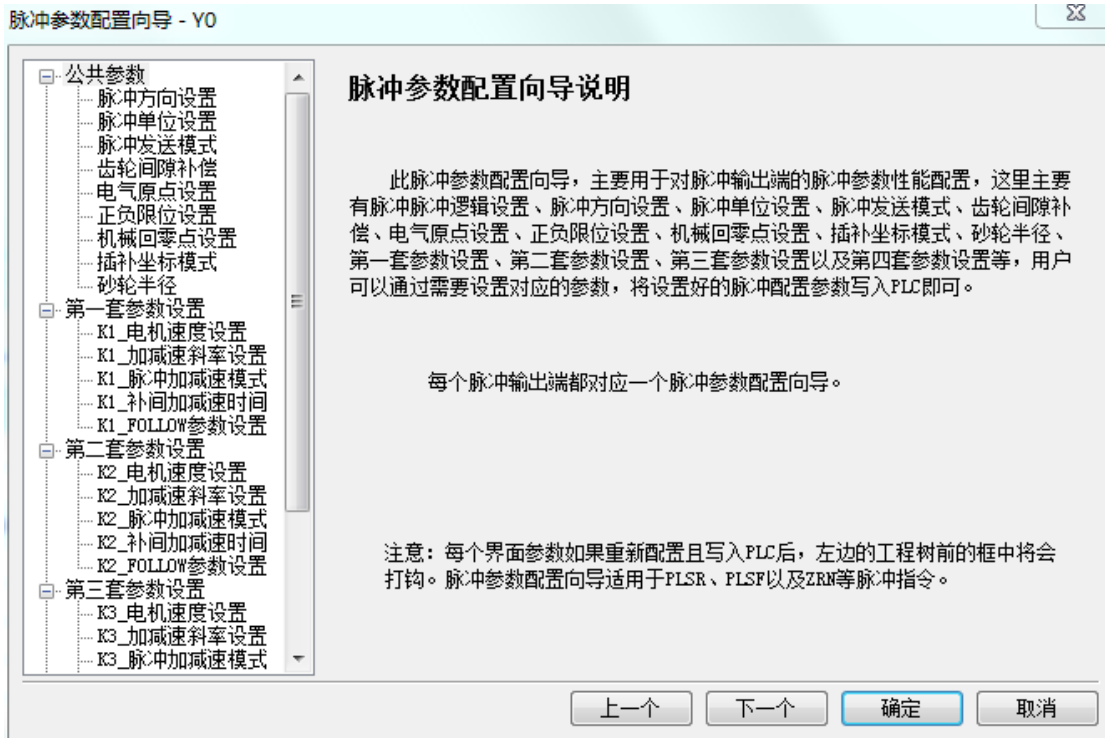 脉冲参数配置向导 - Y0
公共参数
脉冲方向设置
脉冲单位设置
脉冲发送模式
齿轮间隙补偿
电气原点设置
正负限位设置
机械回零点设置
插补坐标模式
砂轮半径
第一套参数设置
K1_电机速度设置
K1_加减速斜率设置
K1_脉冲加减速模式
K1_补间加减速时间
K1_FOLLOW参数设置
第二套参数设置
K2_电机速度设置
K2_加减速斜率设置
K2_脉冲加减速模式
K2_补间加减速时间
K2_FOLLOW参数设置
第三套参数设置
K3_电机速度设置
K3_加减速斜率设置
K3_脉冲加减速模式
脉冲参数配置向导说明
此脉冲参数配置向导，主要用于对脉冲输出端的脉冲参数性能配置，这里主要
有脉冲脉冲逻辑设置、脉冲方向设置、脉冲单位设置、脉冲发送模式、齿轮间隙补
偿、电气原点设置、正负限位设置、机械回零点设置、插补坐标模式、砂轮半径、
第一套参数设置、第二套参数设置、第三套参数设置以及第四套参数设置等，用户
可以通过需要设置对应的参数，将设置好的脉冲配置参数写入PLC即可。
每个脉冲输出端都对应一个脉冲参数配置向导。
注意：每个界面参数如果重新配置且写入PLC后，左边的工程树前的框中将会
打钩。脉冲参数配置向导适用于PLSR、PLSF以及ZRN等脉冲指令。
上一个
下一个
确定
取消